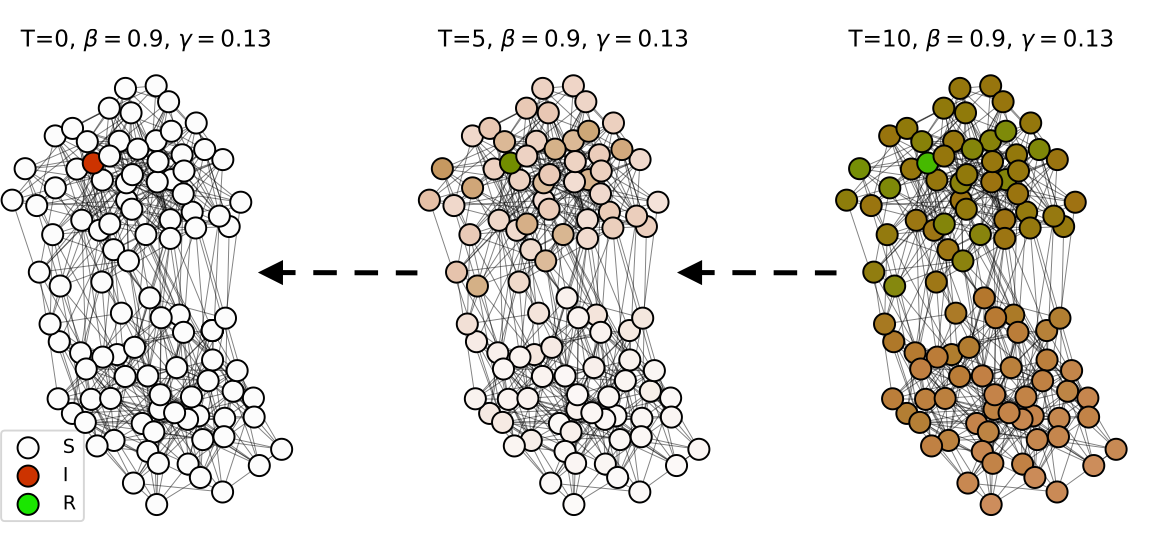 T=0, β = 0.9, γ = 0.13
T=5, β = 0.9, γ = 0.13
T=10, β = 0.9, γ = 0.13
S
I
R